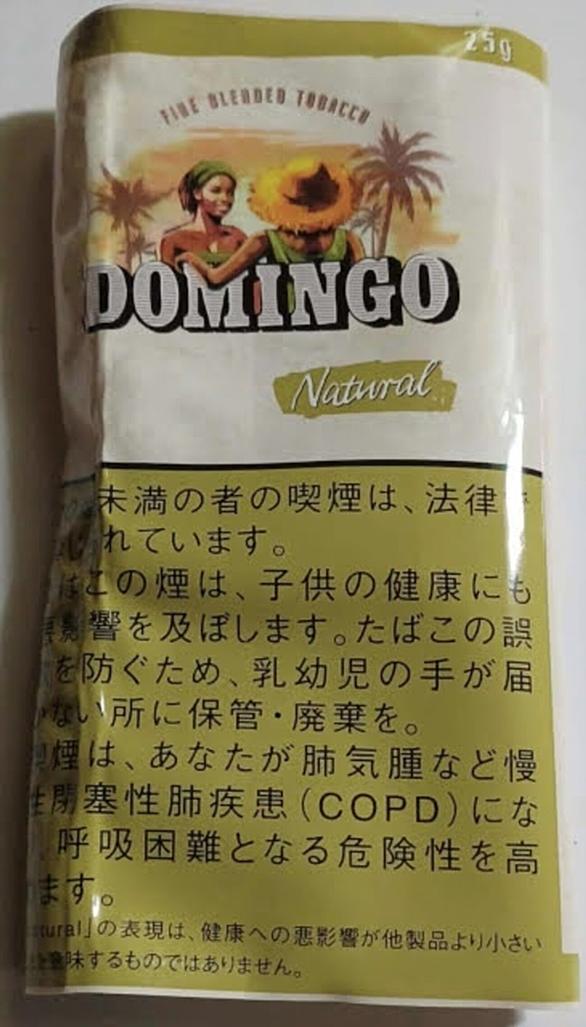 25g
FINE BLENDED TOBACCO
DOMINGO
Natural
未満の者の喫煙は、法律
れています。
はこの煙は、子供の健康にも
悪影響を及ぼします。たばこの誤
を防ぐため、乳幼児の手が届
かない所に保管・廃棄を。
煙は、あなたが肺気腫など慢
性閉塞性肺疾患(COPD)にな
呼吸困難となる危険性を高
ます。
tural」の表現は、健康への悪影響が他製品より小さい
を意味するものではありません。